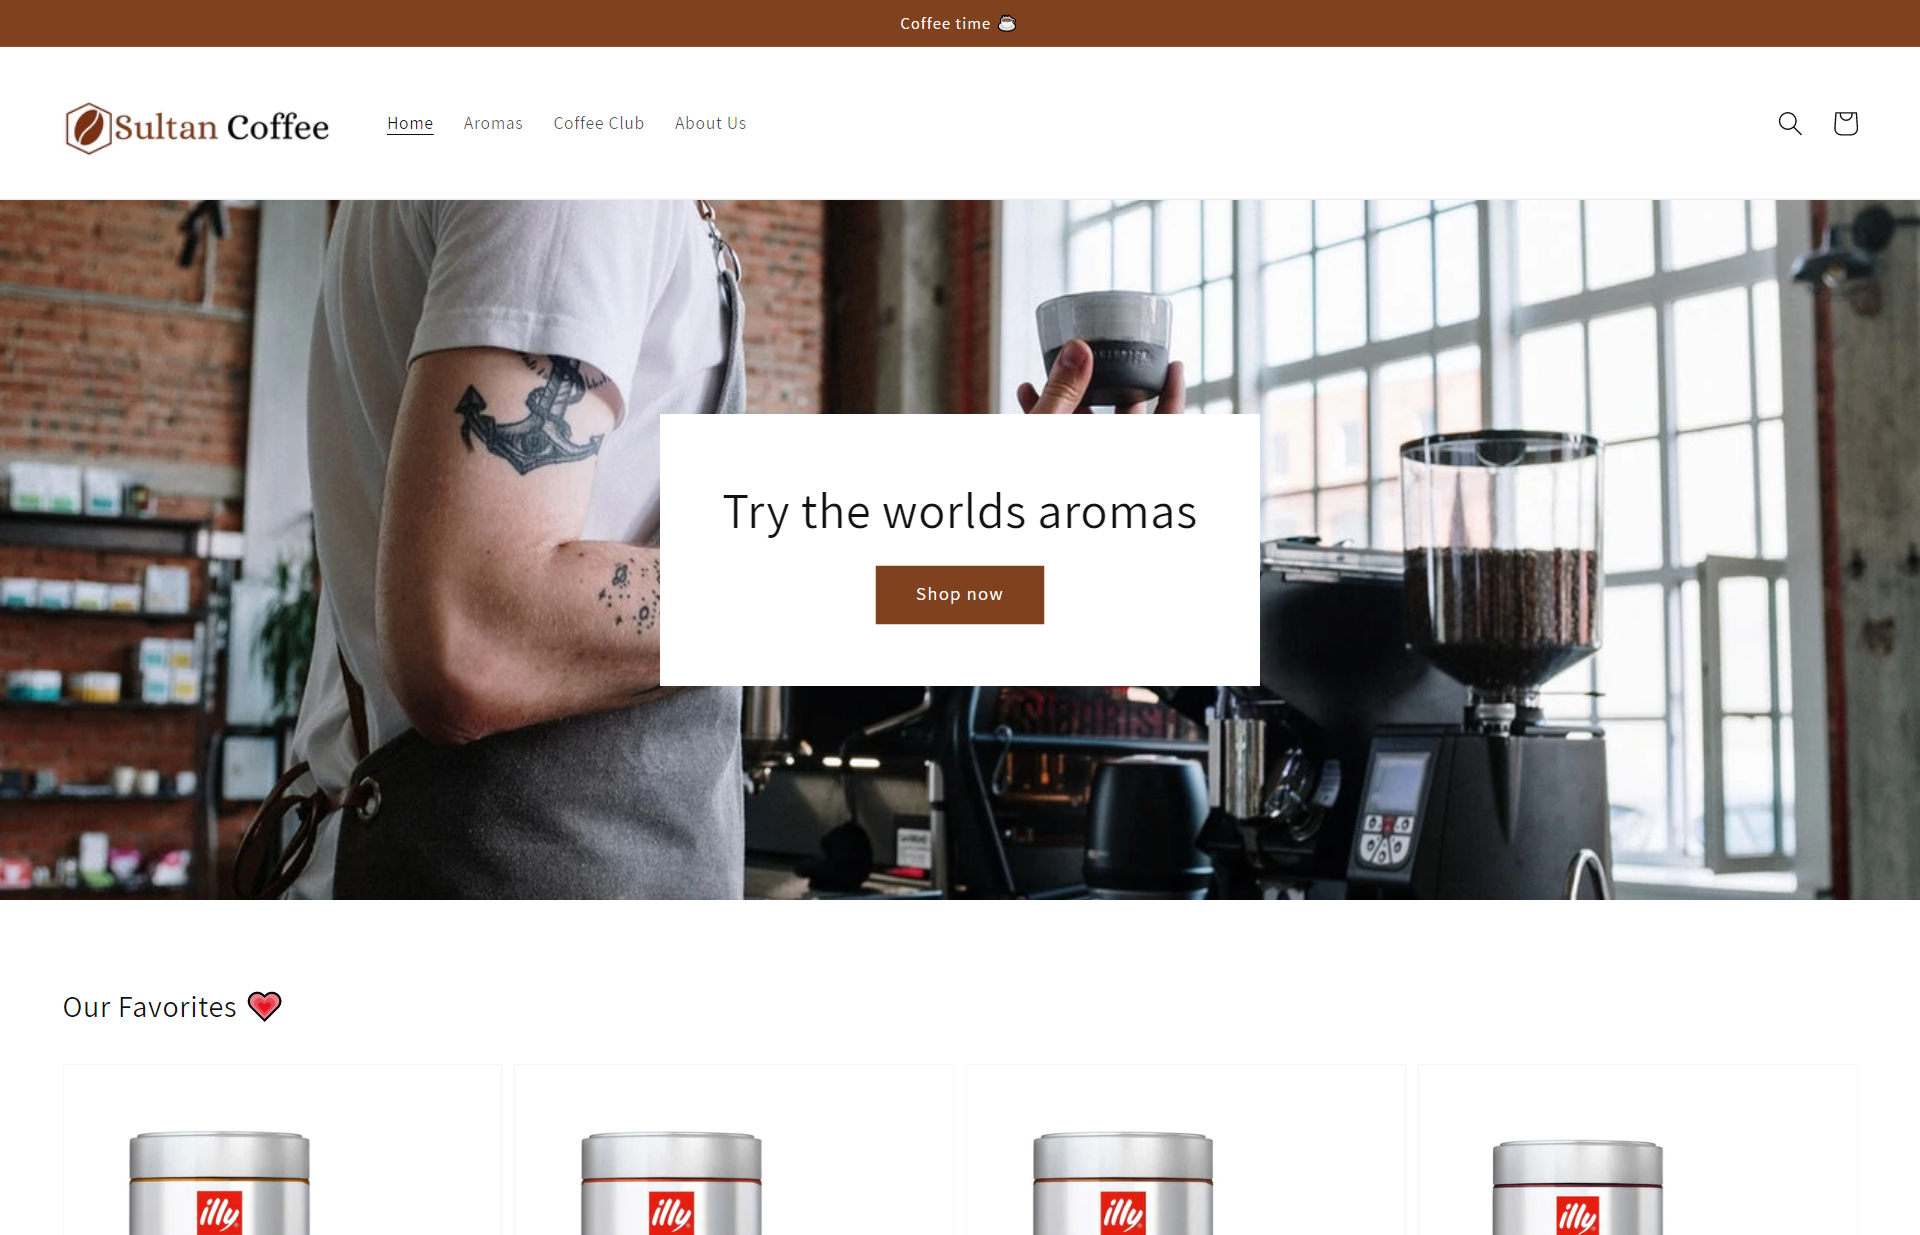 Coffee time ☕
Sultan Coffee
Home
Aromas
Coffee Club
About Us
Try the worlds aromas
Shop now
Our Favorites 💗
illy
illy
illy
illy